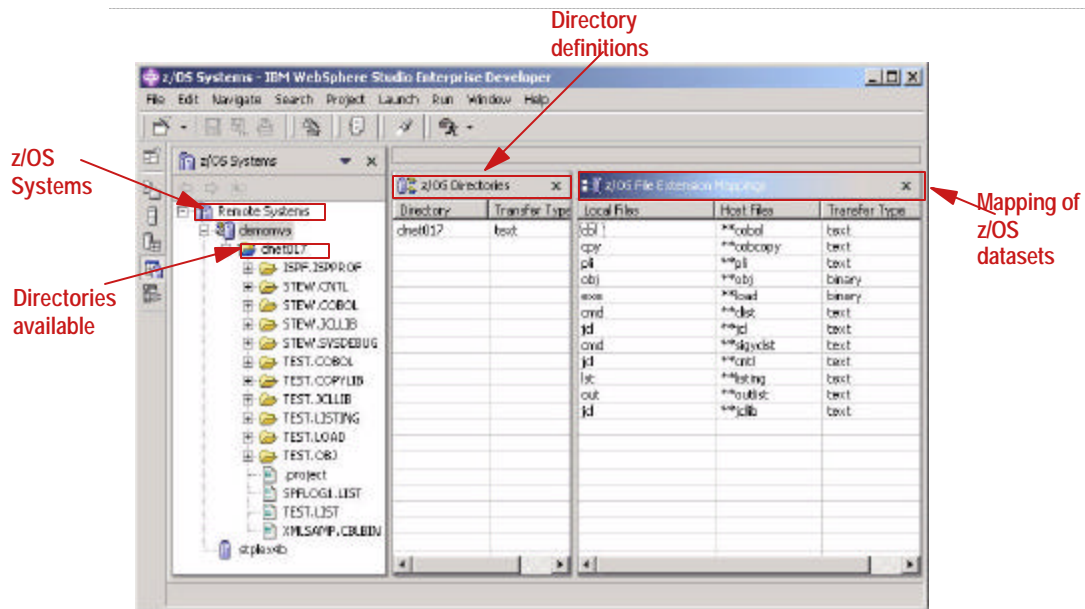 Directory
definitions
z/OS Systems - IBM WebSphere Studio Enterprise Developer
File Edit Navigate Search Project Launch Run Window Help
z/OS
Systems
z/OS Systems
z/OS Directories
z/OS File Extension Mappings
Mapping of
z/OS
datasets
Directories
available
Remote Systems
demomvs
dnet017
ISPF.ISPPROF
STEW.CNTL
STEW.COBOL
STEW.JCLLIB
STEW.SYSDEBUG
TEST.COBOL
TEST.COPYLIB
TEST.JCLLIB
TEST.LISTING
TEST.LOAD
TEST.OBJ
.project
SPFLOG1.LIST
TEST.LIST
XMLSAMP.CBLBIN
Directory Transfer Type
dnet017 text
Local Files Host Files Transfer Type
cbl **cobol text
cpy **cobcopy text
pli **pli text
obj **obj binary
exe **load binary
cmd **clist text
jcl **jcl text
cmd **sigyclst text
jcl **cntl text
lst **listing text
out **outlist text
jcl **jcllib text